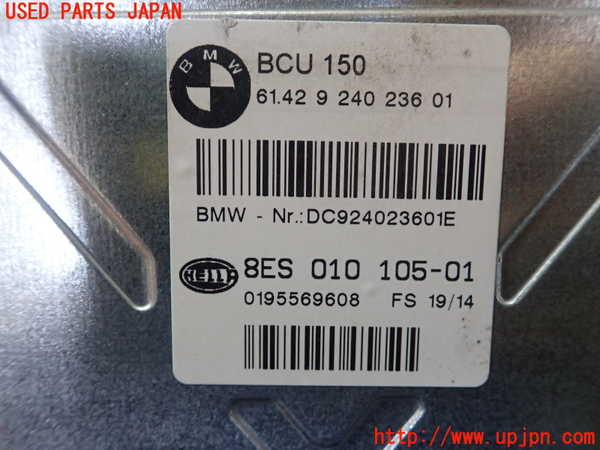 USED PARTS JAPAN
BMW
BCU 150
61.42 9 240 236 01
BMW - Nr.:DC924023601E
HELLA
8ES 010 105-01
0195569608 FS 19/14
http://www.upjpn.com